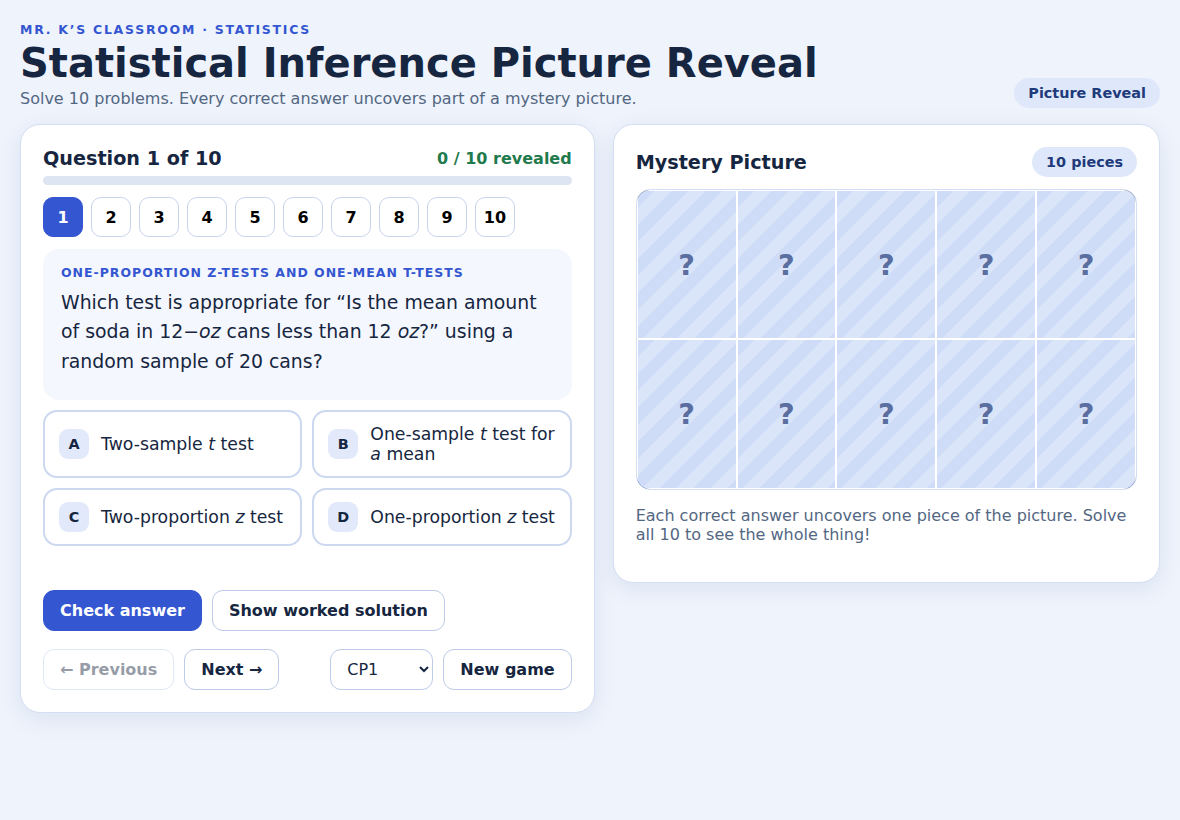 MR. K’S CLASSROOM · STATISTICS
Statistical Inference Picture Reveal
Solve 10 problems. Every correct answer uncovers part of a mystery picture.
Picture Reveal
Question 1 of 10
0 / 10 revealed
1 2 3 4 5 6 7 8 9 10
ONE-PROPORTION Z-TESTS AND ONE-MEAN T-TESTS
Which test is appropriate for “Is the mean amount
of soda in 12−oz cans less than 12 oz?” using a
random sample of 20 cans?
A Two-sample t test
B One-sample t test for
a mean
C Two-proportion z test
D One-proportion z test
Check answer
Show worked solution
← Previous
Next →
CP1
New game
Mystery Picture
10 pieces
? ? ? ? ?
? ? ? ? ?
Each correct answer uncovers one piece of the picture. Solve
all 10 to see the whole thing!